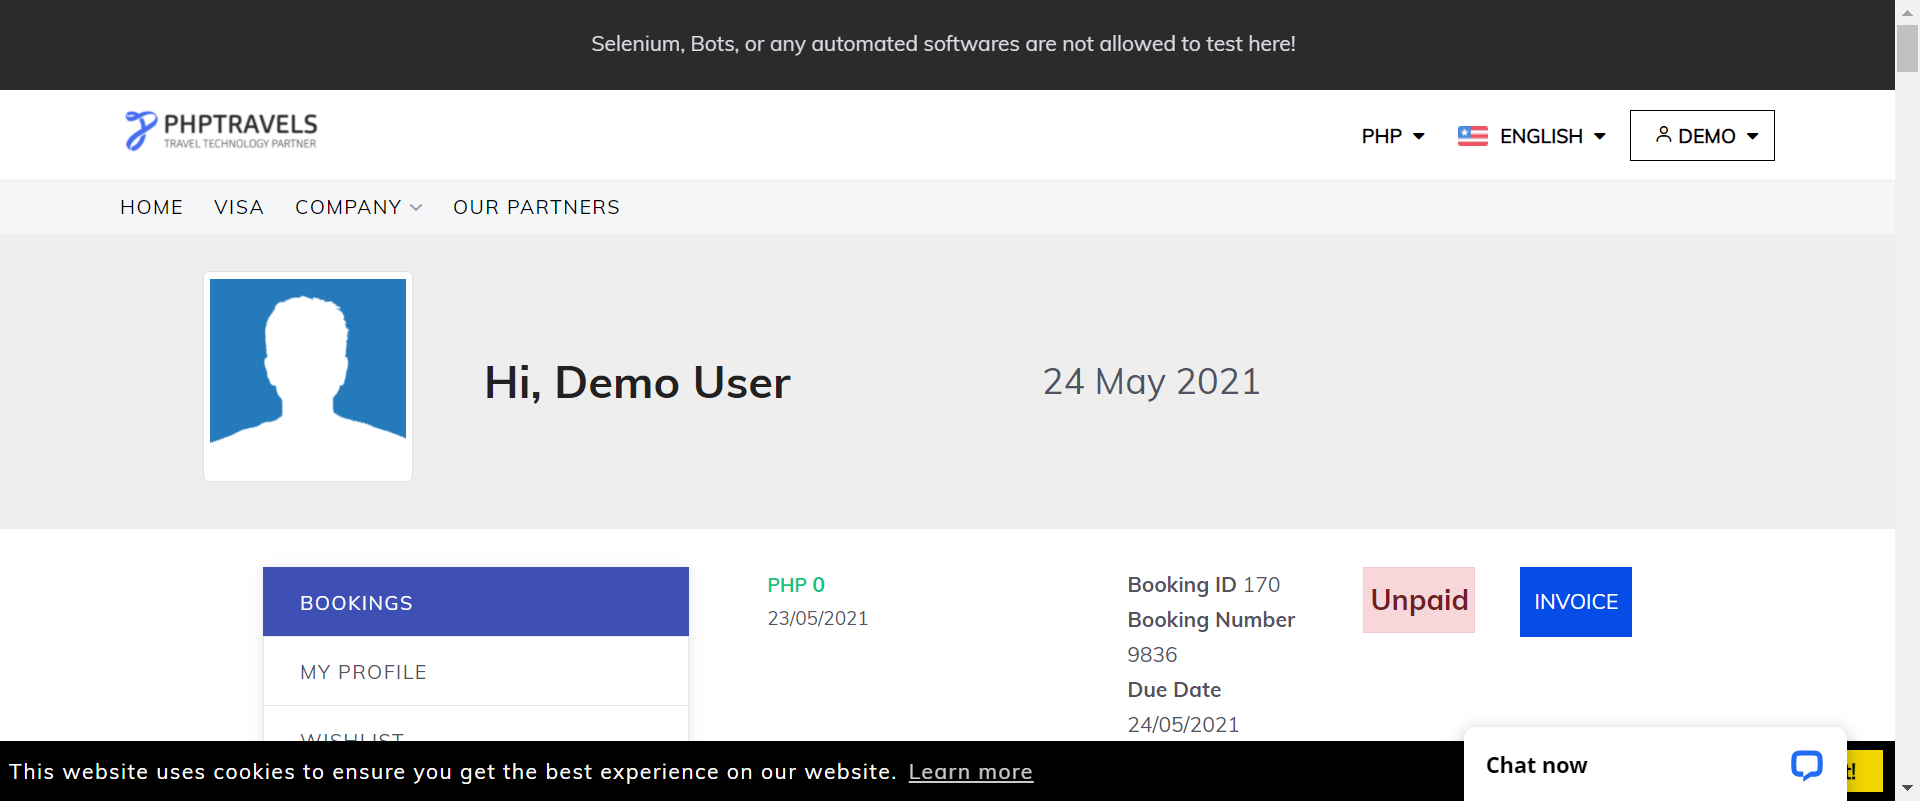 Selenium, Bots, or any automated softwares are not allowed to test here!
PHPTRAVELS
TRAVEL TECHNOLOGY PARTNER
PHP
ENGLISH
DEMO
HOME VISA COMPANY OUR PARTNERS
Hi, Demo User
24 May 2021
BOOKINGS
MY PROFILE
WISHLIST
PHP 0
23/05/2021
Booking ID 170
Booking Number
9836
Due Date
24/05/2021
Unpaid
INVOICE
This website uses cookies to ensure you get the best experience on our website. Learn more
Chat now